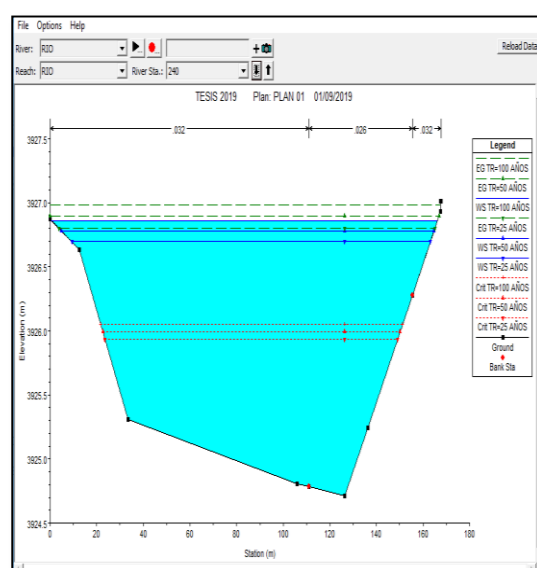 File Options Help
River: RIO
Reload Data
Reach: RIO River Sta.: 240
TESIS 2019 Plan: PLAN 01 01/09/2019
.032 .026 .032
Legend
EG TR=100 AÑOS
EG TR=50 AÑOS
WS TR=100 AÑOS
EG TR=25 AÑOS
WS TR=50 AÑOS
WS TR=25 AÑOS
Crit TR=100 AÑOS
Crit TR=50 AÑOS
Crit TR=25 AÑOS
Ground
Bank Sta
Elevation (m)
3927.5
3927.0
3926.5
3926.0
3925.5
3925.0
3924.5
0 20 40 60 80 100 120 140 160 180
Station (m)